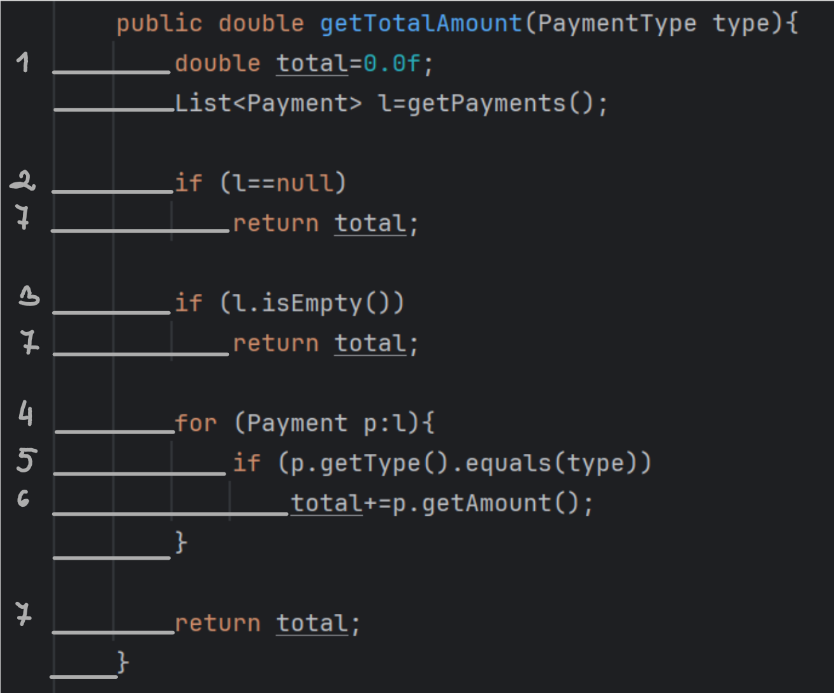 public double getTotalAmount(PaymentType type){
1 double total=0.0f;
List<Payment> l=getPayments();
2 if (l==null)
7 return total;
3 if (l.isEmpty())
7 return total;
4 for (Payment p:l){
5 if (p.getType().equals(type))
6 total+=p.getAmount();
}
7 return total;
}